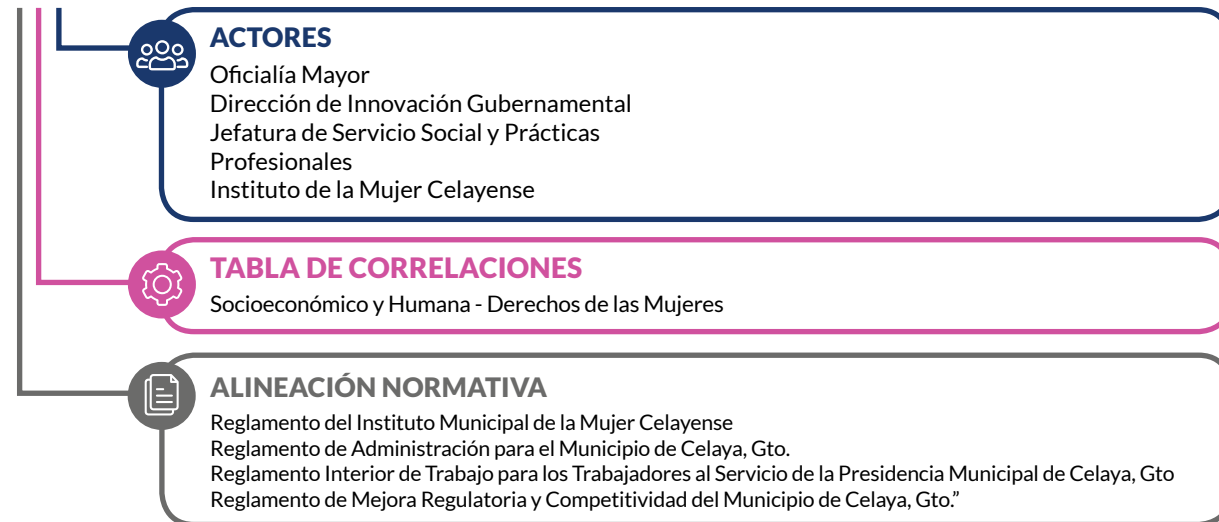 ACTORES
Oficialía Mayor
Dirección de Innovación Gubernamental
Jefatura de Servicio Social y Prácticas
Profesionales
Instituto de la Mujer Celayense
TABLA DE CORRELACIONES
Socioeconómico y Humana - Derechos de las Mujeres
ALINEACIÓN NORMATIVA
Reglamento del Instituto Municipal de la Mujer Celayense
Reglamento de Administración para el Municipio de Celaya, Gto.
Reglamento Interior de Trabajo para los Trabajadores al Servicio de la Presidencia Municipal de Celaya, Gto
Reglamento de Mejora Regulatoria y Competitividad del Municipio de Celaya, Gto.”